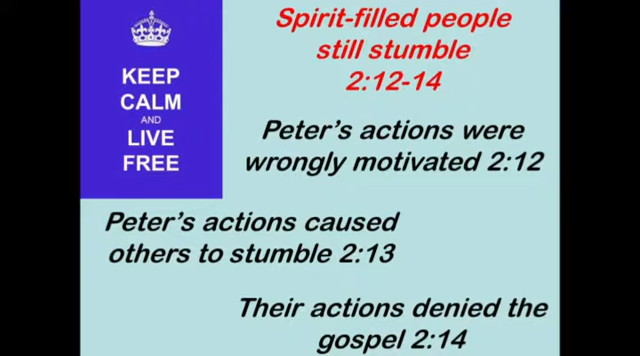 KEEP
CALM
AND
LIVE
FREE
Spirit-filled people
still stumble
2:12-14
Peter's actions were
wrongly motivated 2:12
Peter's actions caused
others to stumble 2:13
Their actions denied the
gospel 2:14